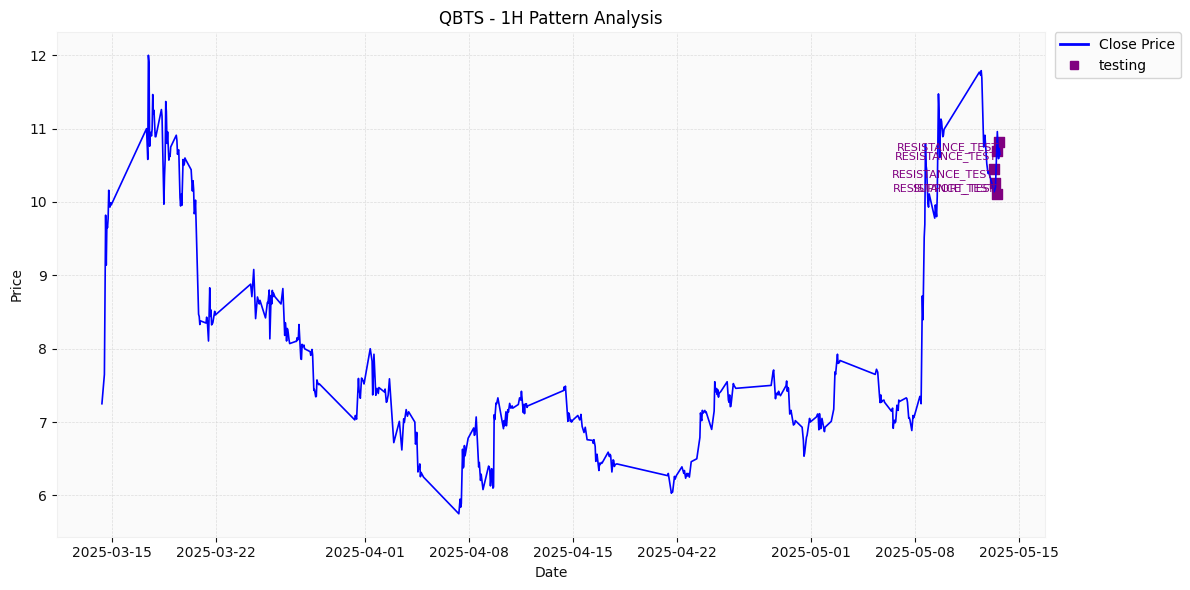 QBTS - 1H Pattern Analysis
Close Price
testing
12
11
10
9
8
7
6
Price
RESISTANCE_TEST
RESISTANCE_TEST
RESISTANCE_TEST
2025-03-15
2025-03-22
2025-04-01
2025-04-08
2025-04-15
2025-04-22
2025-05-01
2025-05-08
2025-05-15
Date